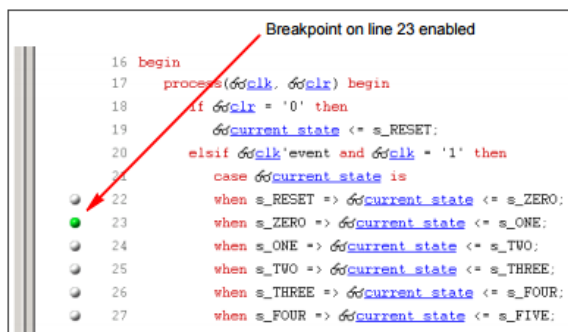 Breakpoint on line 23 enabled
16 begin
17 process(clk, clr) begin
18 if clr = '0' then
19 current_state <= s_RESET;
20 elsif clk'event and clk = '1' then
21 case current_state is
22 when s_RESET => current_state <= s_ZERO;
23 when s_ZERO => current_state <= s_ONE;
24 when s_ONE => current_state <= s_TWO;
25 when s_TWO => current_state <= s_THREE;
26 when s_THREE => current_state <= s_FOUR;
27 when s_FOUR => current_state <= s_FIVE;